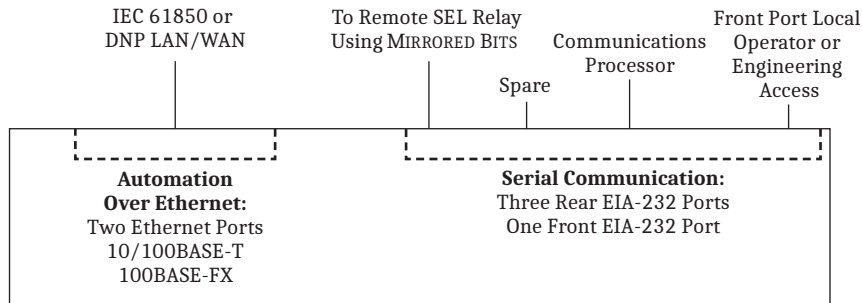 IEC 61850 or
DNP LAN/WAN
To Remote SEL Relay
Using MIRRORED BITS
Spare
Communications
Processor
Front Port Local
Operator or
Engineering
Access
Automation
Over Ethernet:
Two Ethernet Ports
10/100BASE-T
100BASE-FX
Serial Communication:
Three Rear EIA-232 Ports
One Front EIA-232 Port